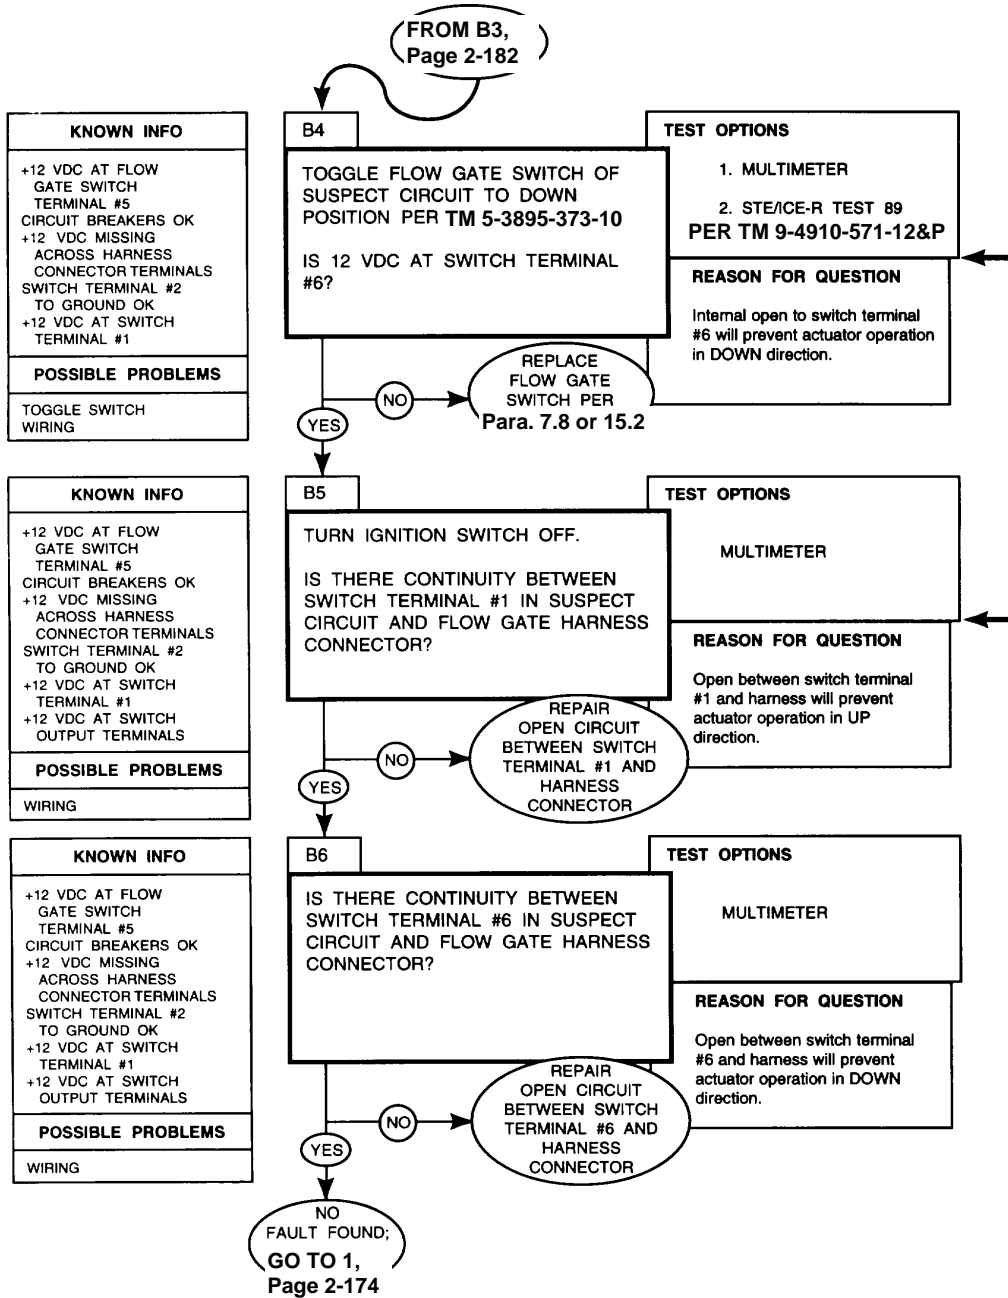 FROM B3,
Page 2-182
KNOWN INFO
+12 VDC AT FLOW
GATE SWITCH
TERMINAL #5
CIRCUIT BREAKERS OK
+12 VDC MISSING
ACROSS HARNESS
CONNECTOR TERMINALS
SWITCH TERMINAL #2
TO GROUND OK
+12 VDC AT SWITCH
TERMINAL #1
POSSIBLE PROBLEMS
TOGGLE SWITCH
WIRING
B4
TOGGLE FLOW GATE SWITCH OF
SUSPECT CIRCUIT TO DOWN
POSITION PER TM 5-3895-373-10
IS 12 VDC AT SWITCH TERMINAL
#6?
TEST OPTIONS
1. MULTIMETER
2. STE/ICE-R TEST 89
PER TM 9-4910-571-12&P
REASON FOR QUESTION
Internal open to switch terminal
#6 will prevent actuator operation
in DOWN direction.
NO
REPLACE
FLOW GATE
SWITCH PER
Para. 7.8 or 15.2
YES
KNOWN INFO
+12 VDC AT FLOW
GATE SWITCH
TERMINAL #5
CIRCUIT BREAKERS OK
+12 VDC MISSING
ACROSS HARNESS
CONNECTOR TERMINALS
SWITCH TERMINAL #2
TO GROUND OK
+12 VDC AT SWITCH
TERMINAL #1
+12 VDC AT SWITCH
OUTPUT TERMINALS
POSSIBLE PROBLEMS
WIRING
B5
TURN IGNITION SWITCH OFF.
IS THERE CONTINUITY BETWEEN
SWITCH TERMINAL #1 IN SUSPECT
CIRCUIT AND FLOW GATE HARNESS
CONNECTOR?
TEST OPTIONS
MULTIMETER
REASON FOR QUESTION
Open between switch terminal
#1 and harness will prevent
actuator operation in UP
direction.
NO
REPAIR
OPEN CIRCUIT
BETWEEN SWITCH
TERMINAL #1 AND
HARNESS
CONNECTOR
YES
KNOWN INFO
+12 VDC AT FLOW
GATE SWITCH
TERMINAL #5
CIRCUIT BREAKERS OK
+12 VDC MISSING
ACROSS HARNESS
CONNECTOR TERMINALS
SWITCH TERMINAL #2
TO GROUND OK
+12 VDC AT SWITCH
TERMINAL #1
+12 VDC AT SWITCH
OUTPUT TERMINALS
POSSIBLE PROBLEMS
WIRING
B6
IS THERE CONTINUITY BETWEEN
SWITCH TERMINAL #6 IN SUSPECT
CIRCUIT AND FLOW GATE HARNESS
CONNECTOR?
TEST OPTIONS
MULTIMETER
REASON FOR QUESTION
Open between switch terminal
#6 and harness will prevent
actuator operation in DOWN
direction.
NO
REPAIR
OPEN CIRCUIT
BETWEEN SWITCH
TERMINAL #6 AND
HARNESS
CONNECTOR
YES
NO
FAULT FOUND;
GO TO 1,
Page 2-174